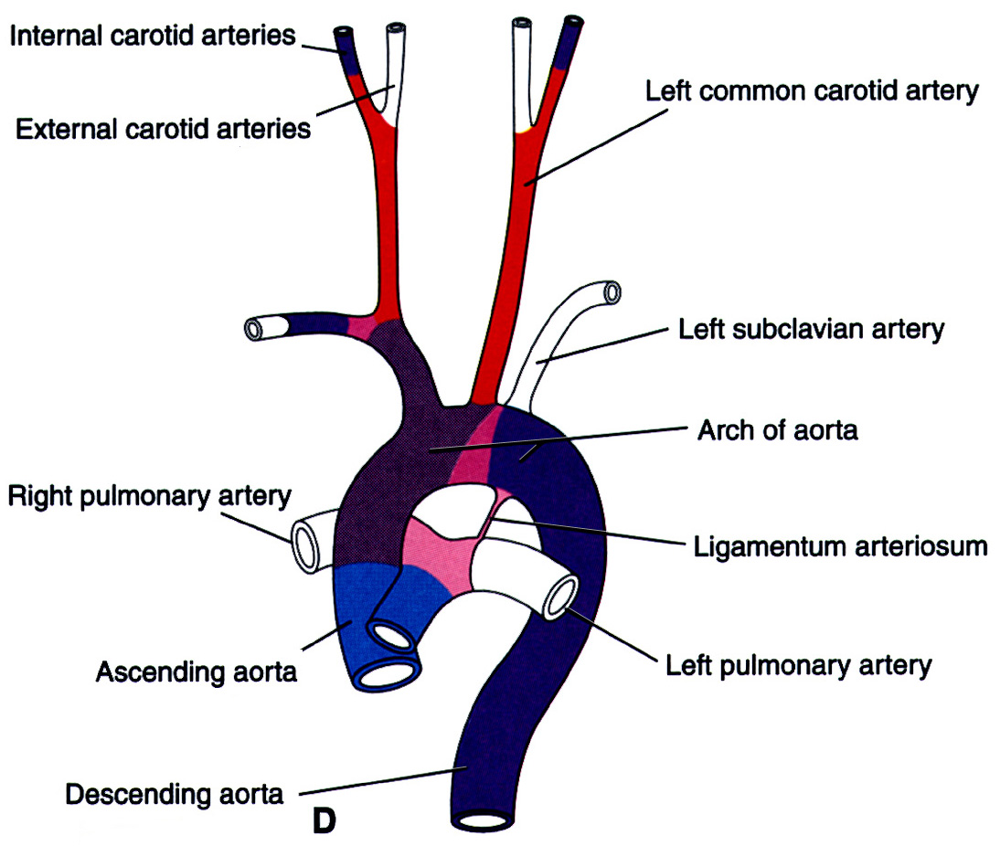 Internal carotid arteries
External carotid arteries
Left common carotid artery
Left subclavian artery
Arch of aorta
Right pulmonary artery
Ligamentum arteriosum
Ascending aorta
Left pulmonary artery
Descending aorta
D